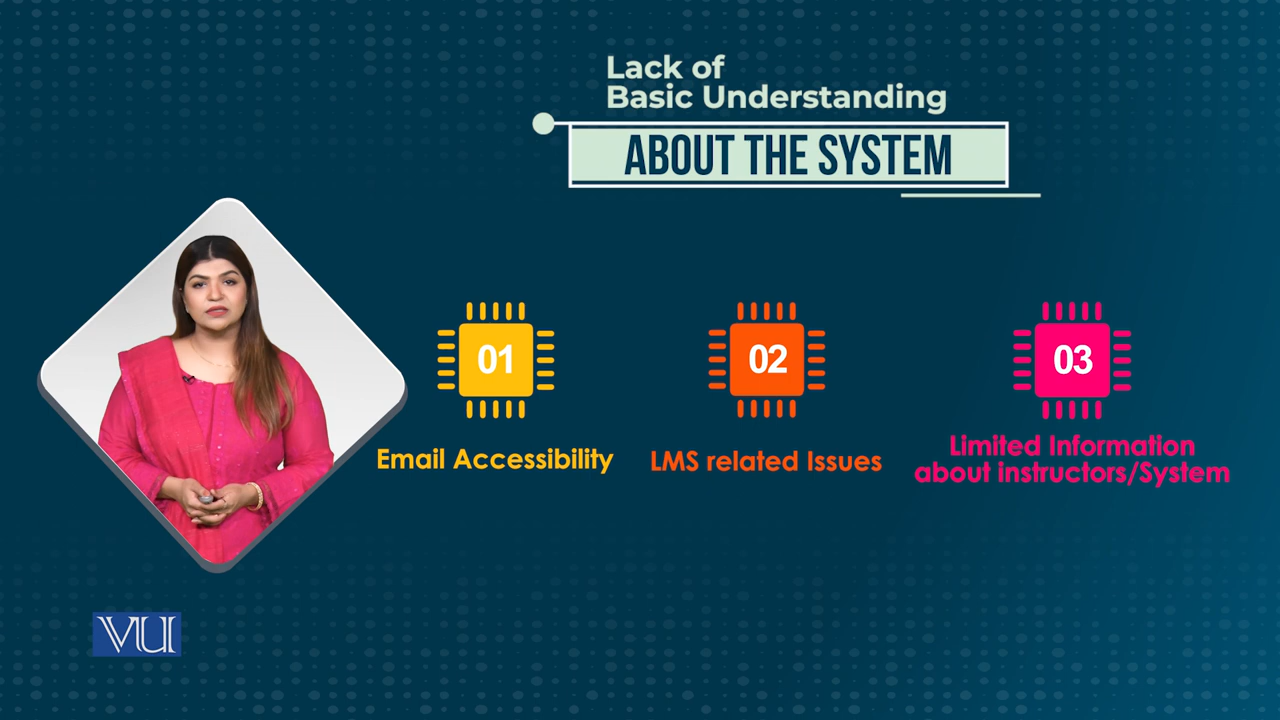 Lack of
Basic Understanding
ABOUT THE SYSTEM
01
02
03
Email Accessibility
LMS related Issues
Limited Information
about instructors/System
VU